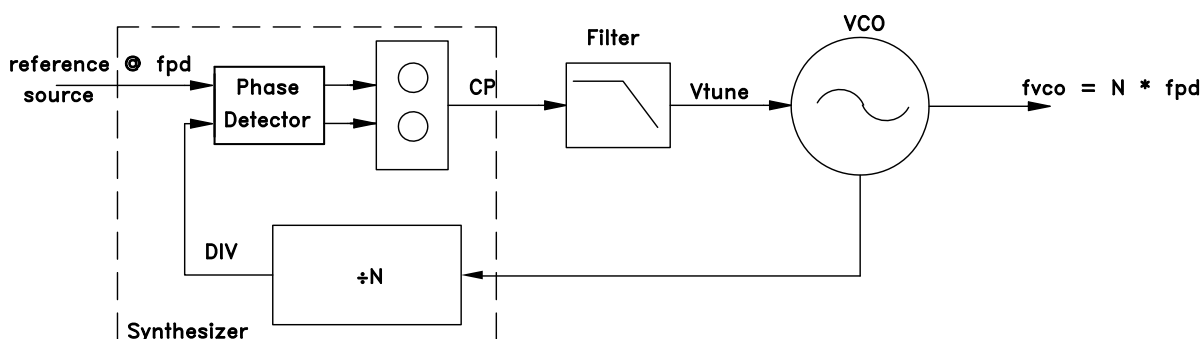 VCO
Filter
reference @ fpd
source
Phase
Detector
CP
Vtune
fvco = N * fpd
DIV
÷N
Synthesizer